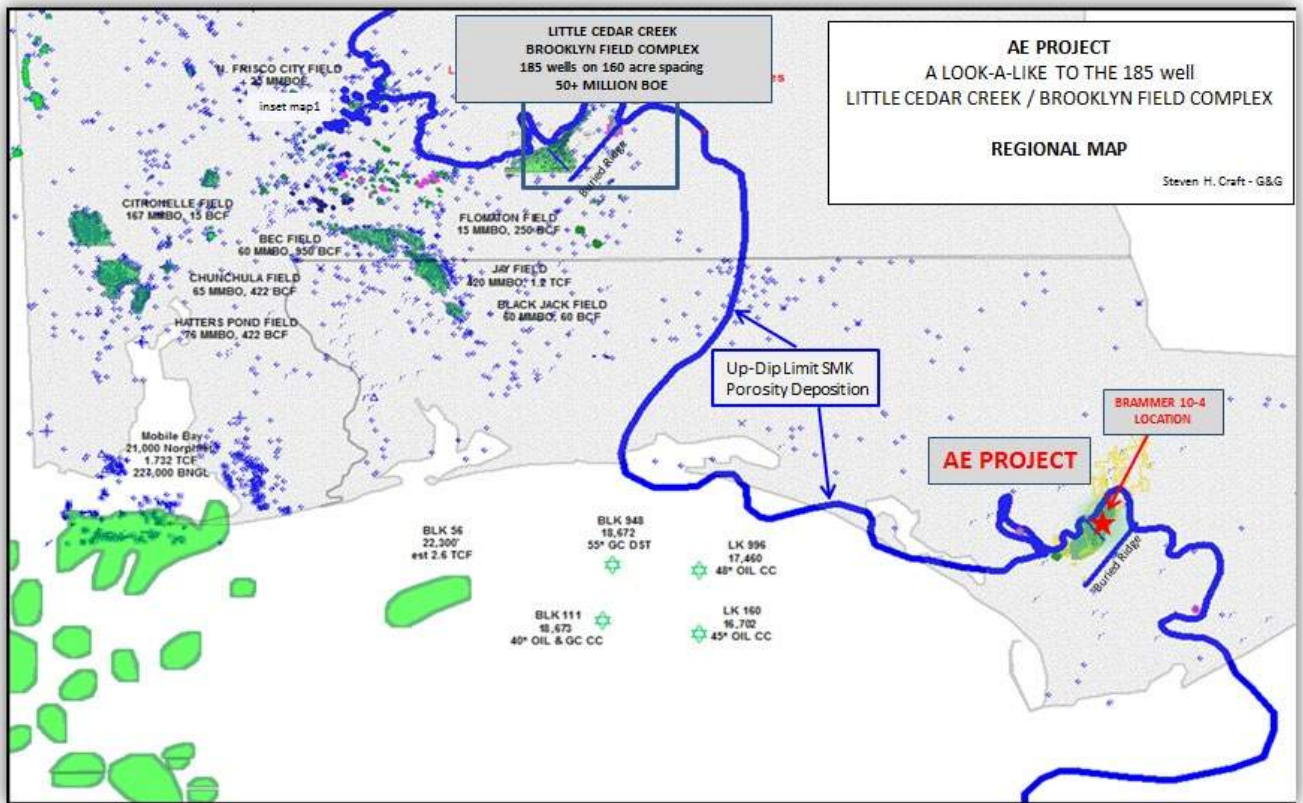 LITTLE CEDAR CREEK
BROOKLYN FIELD COMPLEX
185 wells on 160 acre spacing
50+ MILLION BOE
AE PROJECT
A LOOK-A-LIKE TO THE 185 well
LITTLE CEDAR CREEK / BROOKLYN FIELD COMPLEX
REGIONAL MAP
Steven H. Craft - G&G
N. FRISCO CITY FIELD
25 MMBOE
inset map1
Buried Ridge
CITRONELLE FIELD
167 MMBO, 15 BCF
FLOMATON FIELD
15 MMBO, 250 BCF
BEC FIELD
60 MMBO, 950 BCF
CHUNCHULA FIELD
65 MMBO, 422 BCF
JAY FIELD
420 MMBO, 1.2 TCF
BLACK JACK FIELD
60 MMBO, 60 BCF
HATTERS POND FIELD
76 MMBO, 422 BCF
Up-Dip Limit SMK
Porosity Deposition
BRAMMER 10-4
LOCATION
AE PROJECT
Mobile Bay
21,000 Norphlet
1.732 TCF
BNGL
BLK 56
22,300'
est 2.6 TCF
BLK 948
18,672
55* GC DST
LK 996
17,460
48* OIL CC
BLK 111
18,673
40* OIL & GC CC
LK 160
16,702
45* OIL CC
Buried Ridge